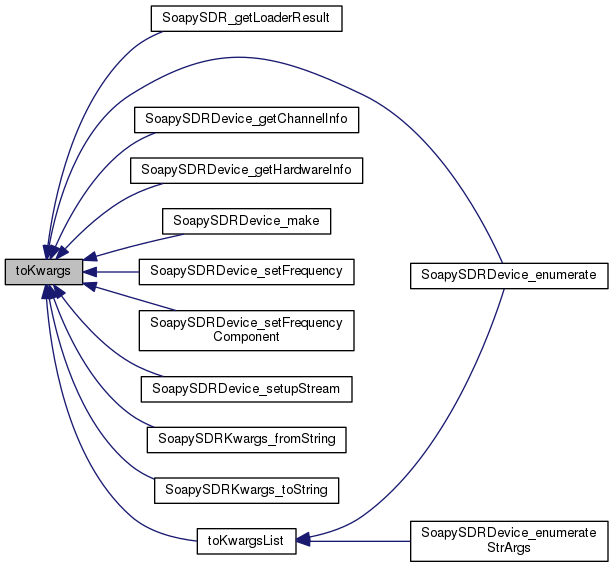 SoapySDR_getLoaderResult
SoapySDRDevice_getChannelInfo
SoapySDRDevice_getHardwareInfo
SoapySDRDevice_make
toKwargs
SoapySDRDevice_setFrequency
SoapySDRDevice_enumerate
SoapySDRDevice_setFrequency
Component
SoapySDRDevice_setupStream
SoapySDRKwargs_fromString
SoapySDRKwargs_toString
toKwargsList
SoapySDRDevice_enumerate
StrArgs